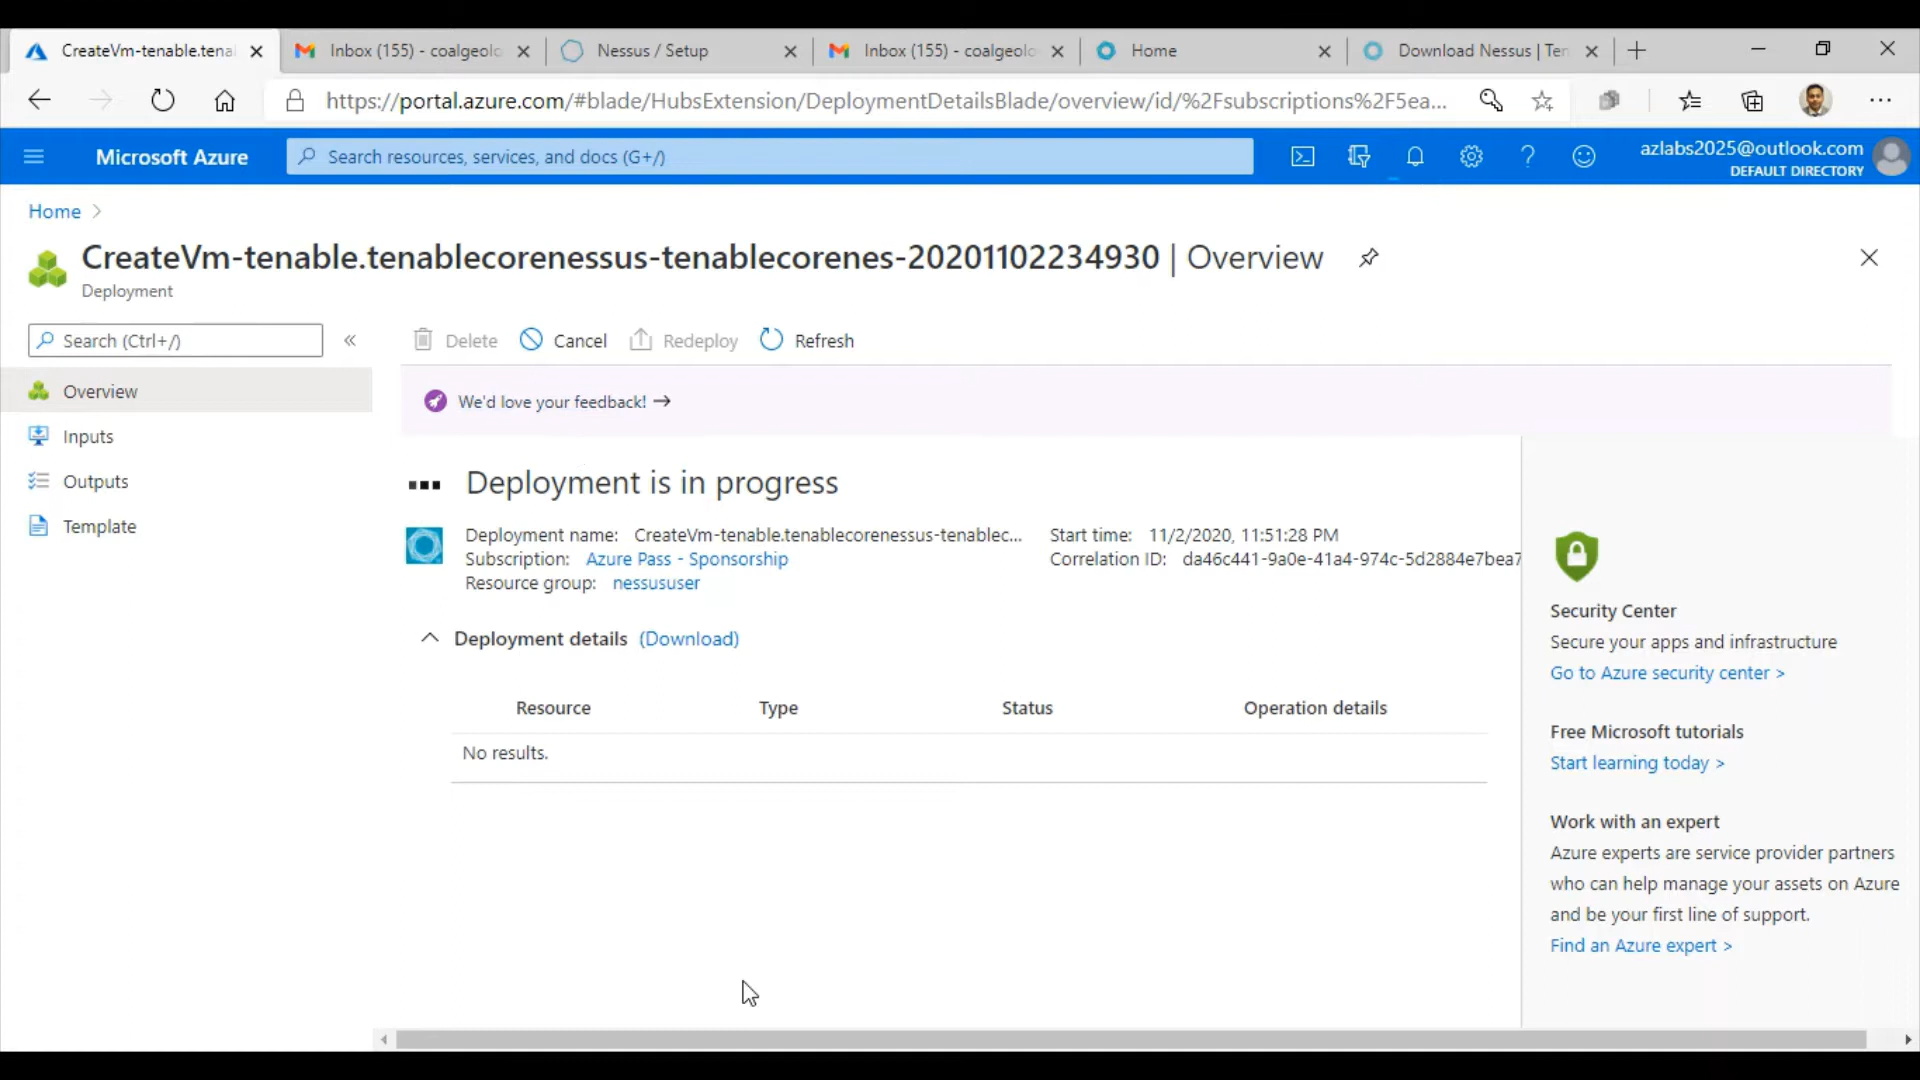 CreateVm-tenable.tena
Inbox (155) - coalgeolo
Nessus / Setup
Inbox (155) - coalgeolo
Home
Download Nessus | Ten
https://portal.azure.com/#blade/HubsExtension/DeploymentDetailsBlade/overview/id/%2Fsubscriptions%2F5ea...
Microsoft Azure
Search resources, services, and docs (G+/)
azlabs2025@outlook.com
DEFAULT DIRECTORY
Home
CreateVm-tenable.tenablecorenessus-tenablecorenes-20201102234930 | Overview
Deployment
Search (Ctrl+/)
Delete
Cancel
Redeploy
Refresh
Overview
Inputs
Outputs
Template
We'd love your feedback! →
Deployment is in progress
Deployment name: CreateVm-tenable.tenablecorenessus-tenablec...
Start time: 11/2/2020, 11:51:28 PM
Subscription: Azure Pass - Sponsorship
Correlation ID: da46c441-9a0e-41a4-974c-5d2884e7bea7
Resource group: nessususer
Deployment details (Download)
Resource Type Status Operation details
No results.
Security Center
Secure your apps and infrastructure
Go to Azure security center >
Free Microsoft tutorials
Start learning today >
Work with an expert
Azure experts are service provider partners
who can help manage your assets on Azure
and be your first line of support.
Find an Azure expert >